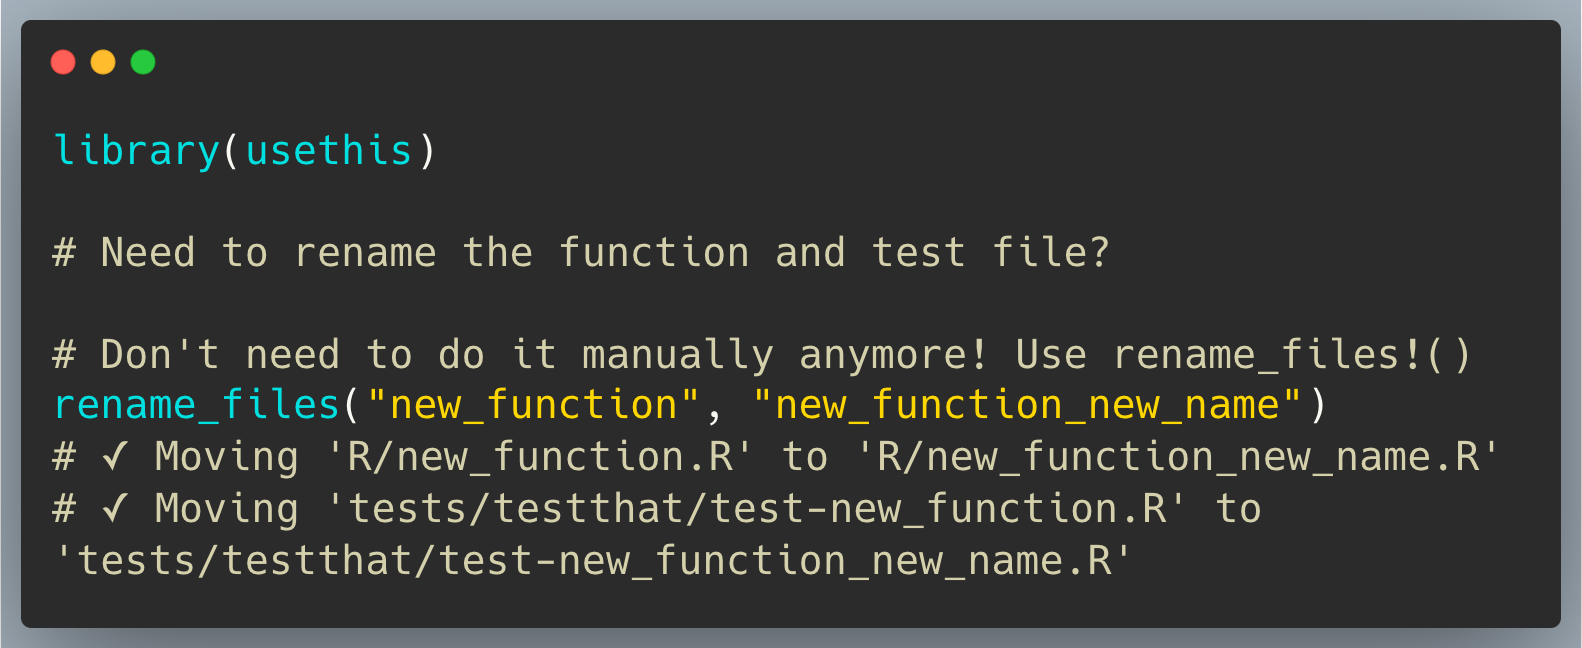 library(usethis)
# Need to rename the function and test file?
# Don't need to do it manually anymore! Use rename_files!()
rename_files("new_function", "new_function_new_name")
# ✓ Moving 'R/new_function.R' to 'R/new_function_new_name.R'
# ✓ Moving 'tests/testthat/test-new_function.R' to
'tests/testthat/test-new_function_new_name.R'